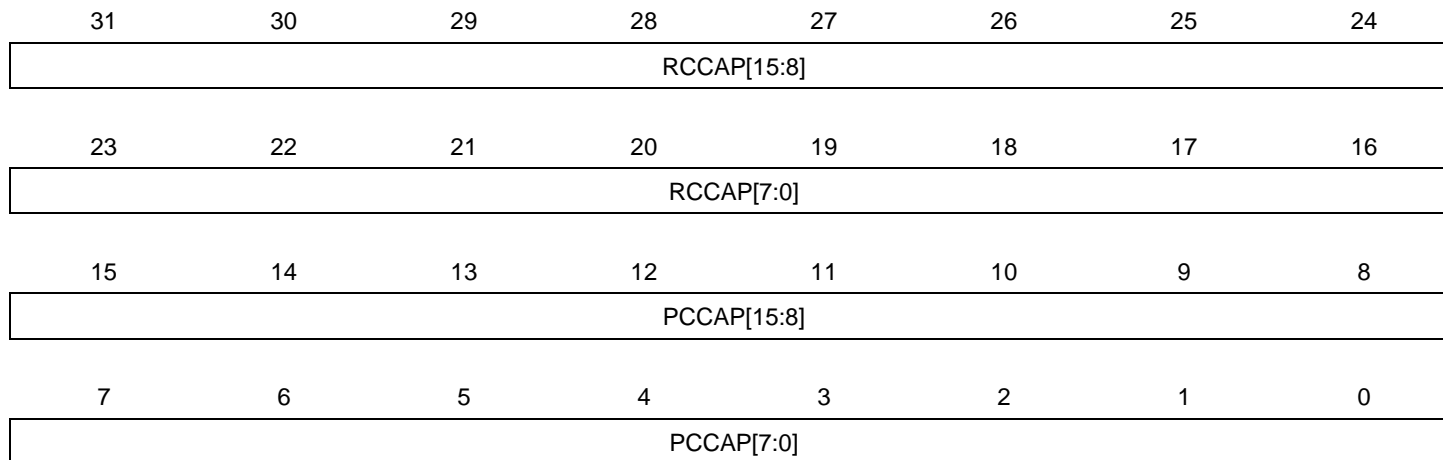 31 30 29 28 27 26 25 24
RCCAP[15:8]
23 22 21 20 19 18 17 16
RCCAP[7:0]
15 14 13 12 11 10 9 8
PCCAP[15:8]
7 6 5 4 3 2 1 0
PCCAP[7:0]